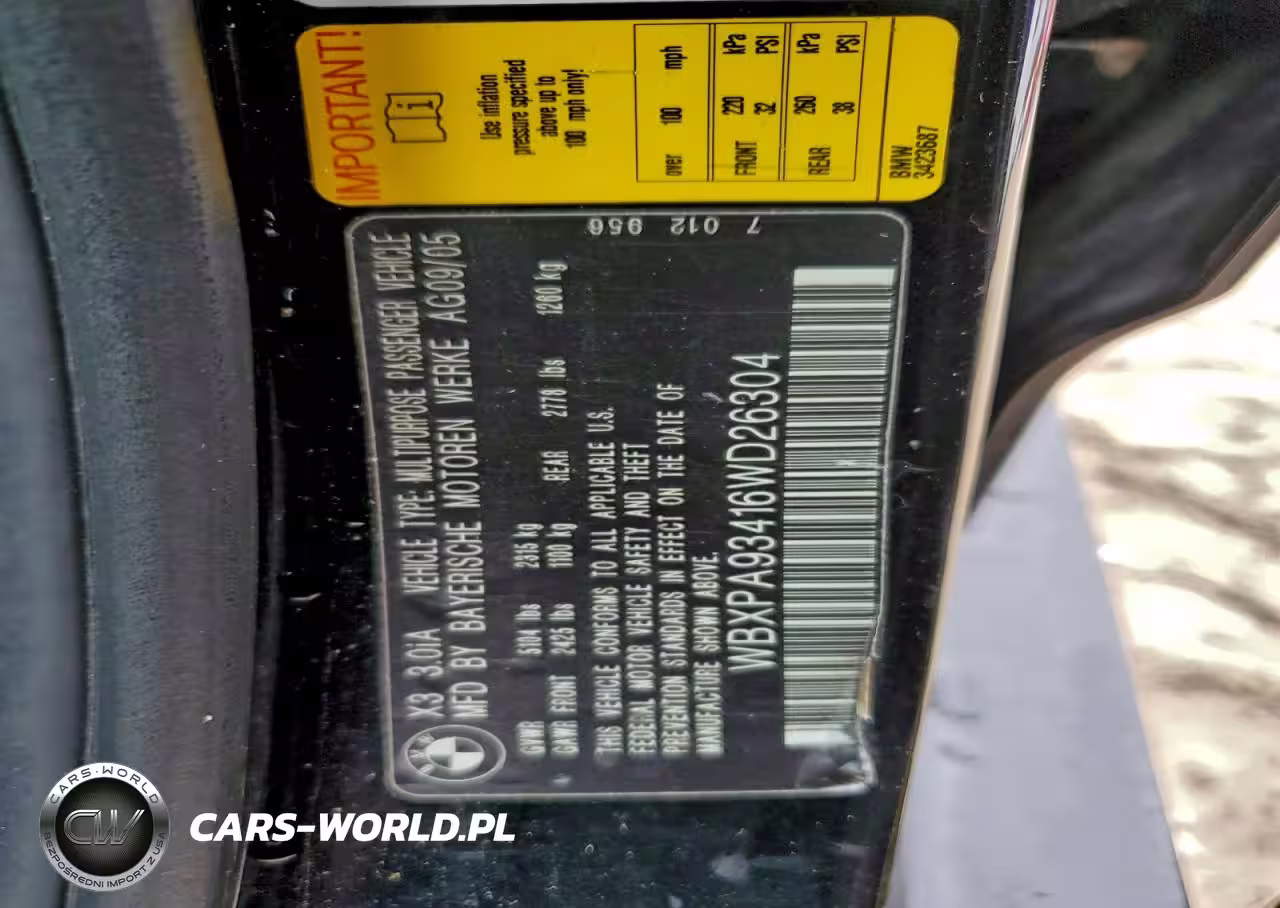 X3 3.0iA VEHICLE TYPE: MULTIPURPOSE PASSENGER VEHICLE
MFD BY BAYERISCHE MOTOREN WERKE AG09/05
GVWR 5104 lbs 2315 kg
GAWR FRONT 2425 lbs 1100 kg REAR 2778 lbs 1260 kg
THIS VEHICLE CONFORMS TO ALL APPLICABLE U.S.
FEDERAL MOTOR VEHICLE SAFETY AND THEFT
PREVENTION STANDARDS IN EFFECT ON THE DATE OF
MANUFACTURE SHOWN ABOVE.
WBXPA93416WD26304
7 012 956
IMPORTANT!
Use inflation
pressure specified
above up to
100 mph only!
over 100 mph
FRONT 220 kPa
32 PSI
REAR 260 kPa
38 PSI
BMW
3423687
CARS-WORLD
CW
BEZPOŚREDNI IMPORT Z USA
CARS-WORLD.PL